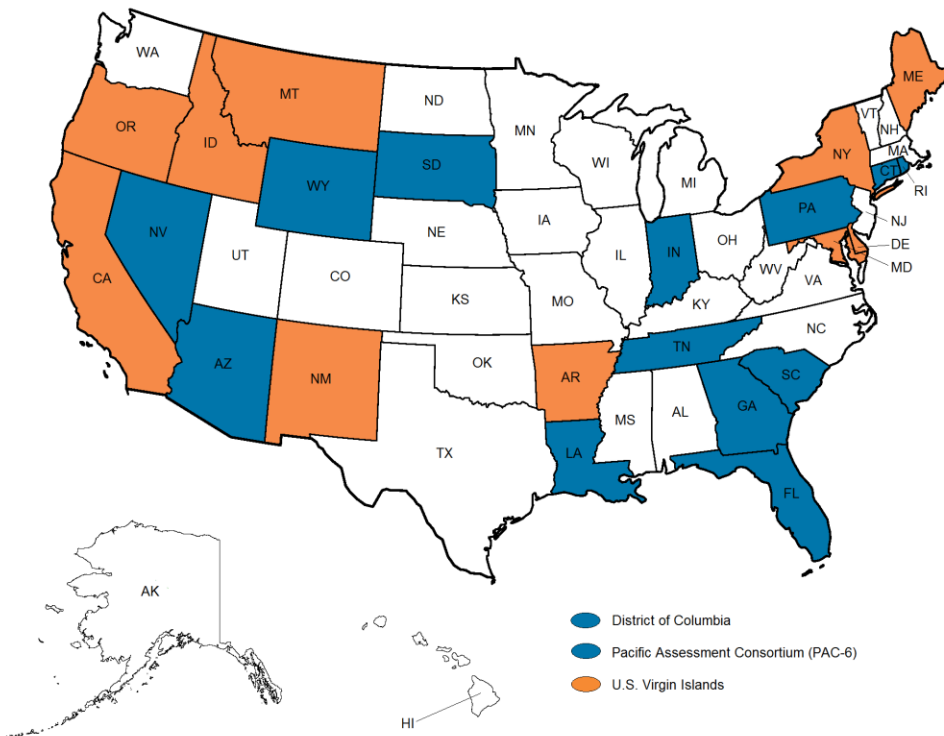 WA
MT
ND
MN
OR
ID
SD
WI
MI
WY
NE
IA
NV
UT
CO
CA
KS
IL
IN
OH
MO
KY
WV
VA
PA
NY
VT
NH
ME
MA
CT
RI
NJ
DE
MD
AZ
NM
OK
AR
TN
NC
SC
TX
LA
MS
AL
GA
FL
AK
HI
District of Columbia
Pacific Assessment Consortium (PAC-6)
U.S. Virgin Islands